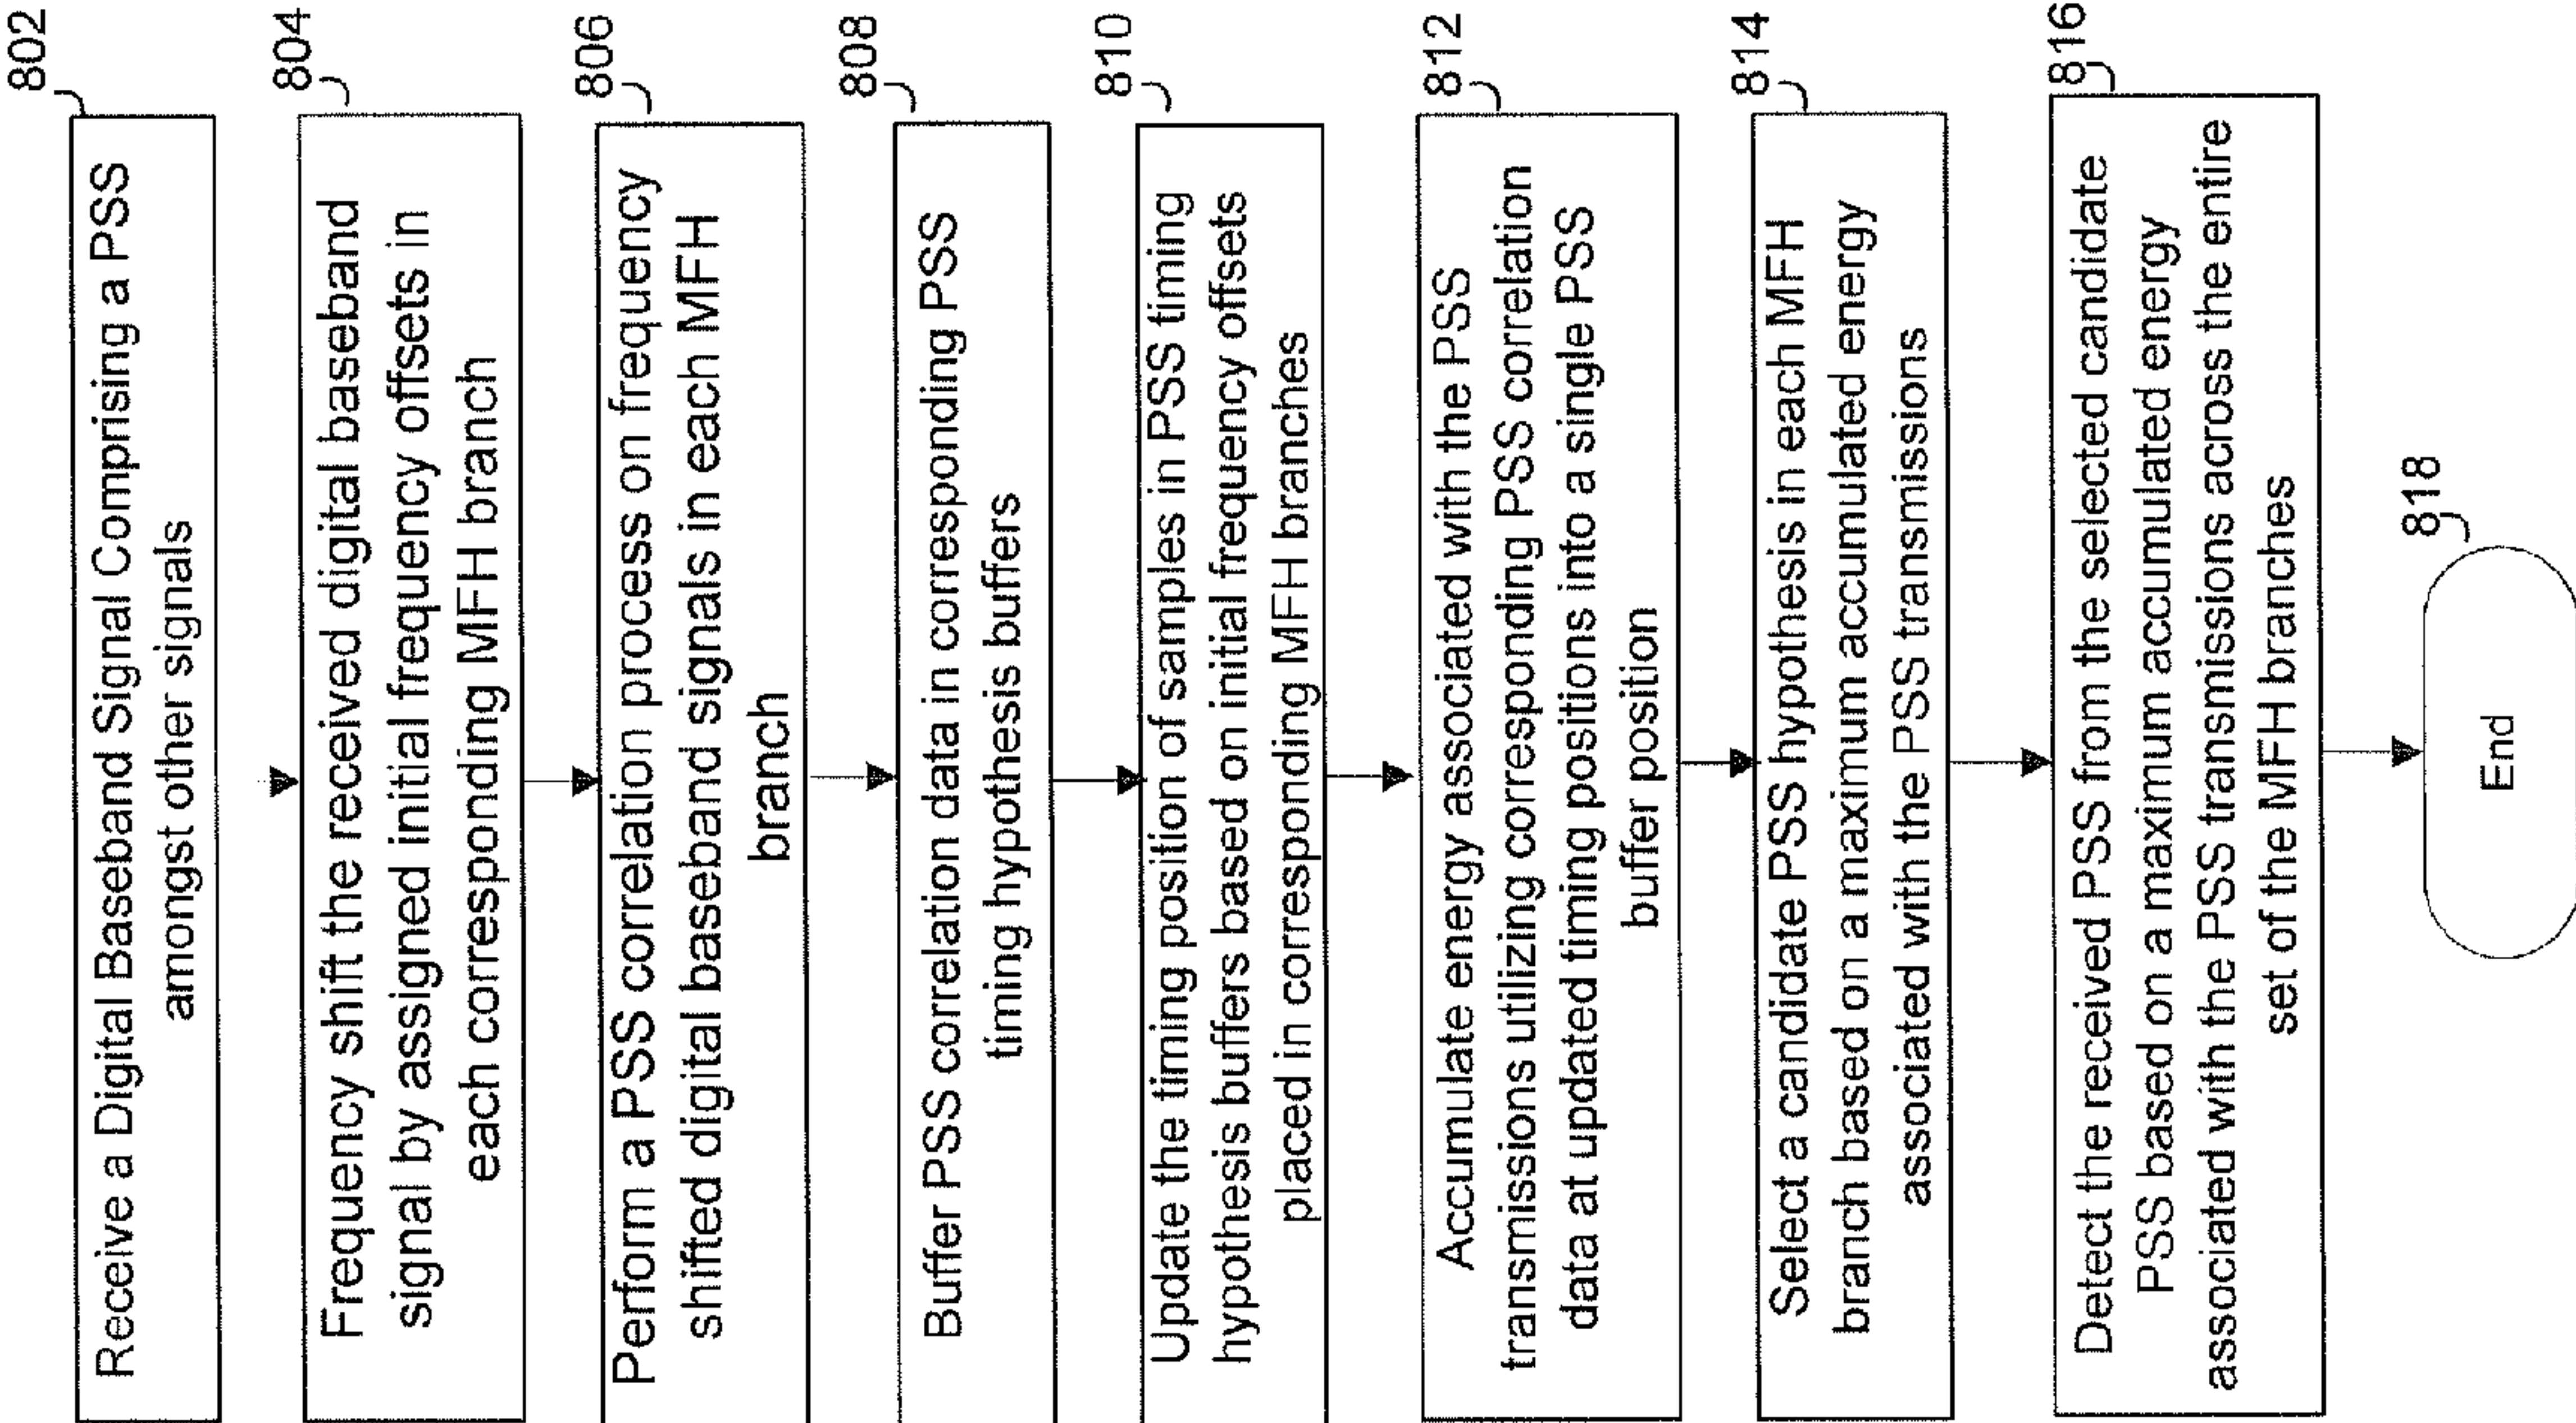 802
Receive a Digital Baseband Signal Comprising a PSS
amongst other signals
804
Frequency shift the received digital baseband
signal by assigned initial frequency offsets in
each corresponding MFH branch
806
Perform a PSS correlation process on frequency
shifted digital baseband signals in each MFH
branch
808
Buffer PSS correlation data in corresponding PSS
timing hypothesis buffers
810
Update the timing position of samples in PSS timing
hypothesis buffers based on initial frequency offsets
placed in corresponding MFH branches
812
Accumulate energy associated with the PSS
transmissions utilizing corresponding PSS correlation
data at updated timing positions into a single PSS
buffer position
814
Select a candidate PSS hypothesis in each MFH
branch based on a maximum accumulated energy
associated with the PSS transmissions
816
Detect the received PSS from the selected candidate
PSS based on a maximum accumulated energy
associated with the PSS transmissions across the entire
set of the MFH branches
818
End